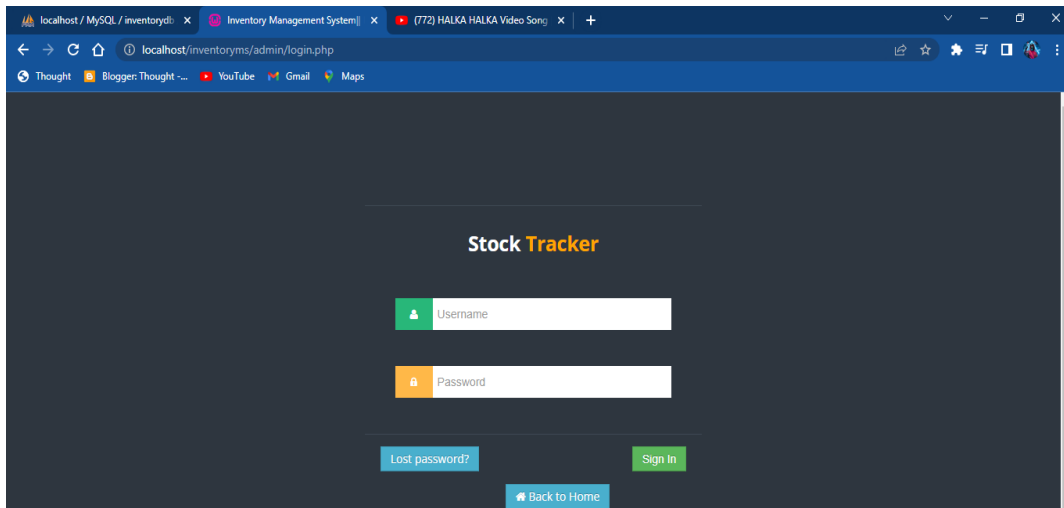 localhost / MySQL / inventorydb
Inventory Management System||
(772) HALKA HALKA Video Song
localhost/inventoryms/admin/login.php
Thought
Blogger: Thought -...
YouTube
Gmail
Maps
Stock Tracker
Username
Password
Lost password?
Sign In
Back to Home